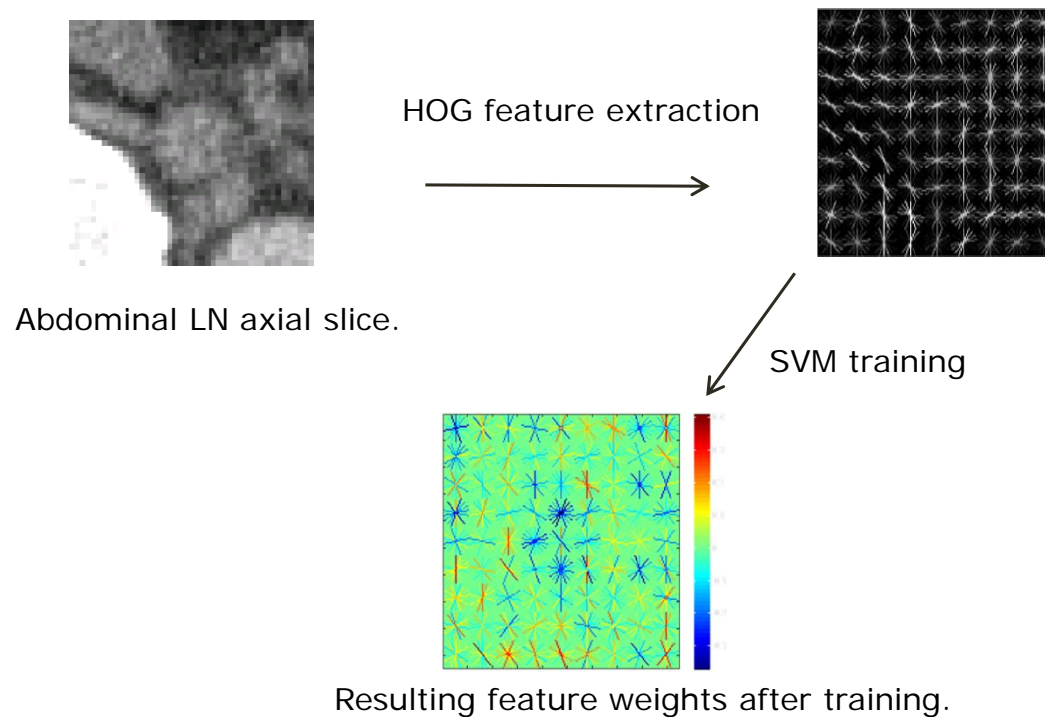 HOG feature extraction
Abdominal LN axial slice.
SVM training
Resulting feature weights after training.